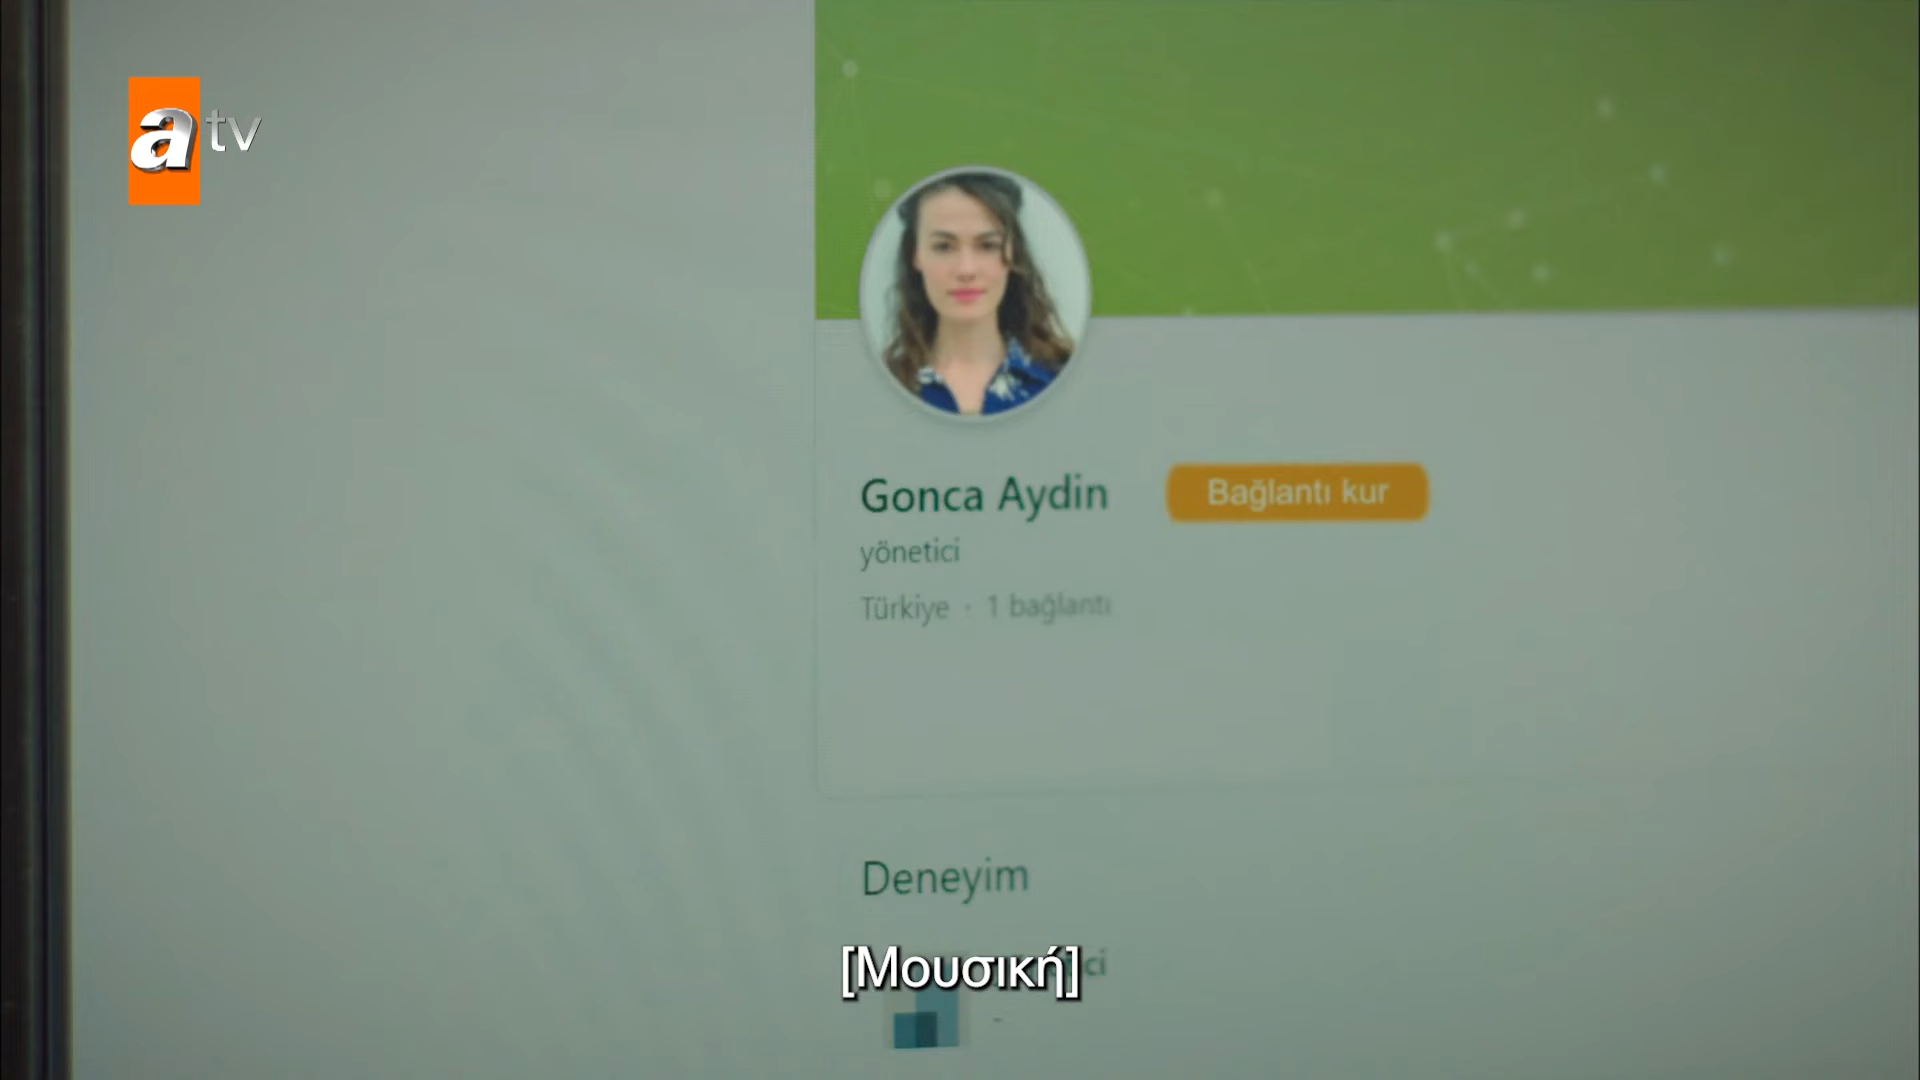 atv
Gonca Aydin
Bağlantı kur
yönetici
Türkiye · 1 bağlantı
Deneyim
[Μουσική]